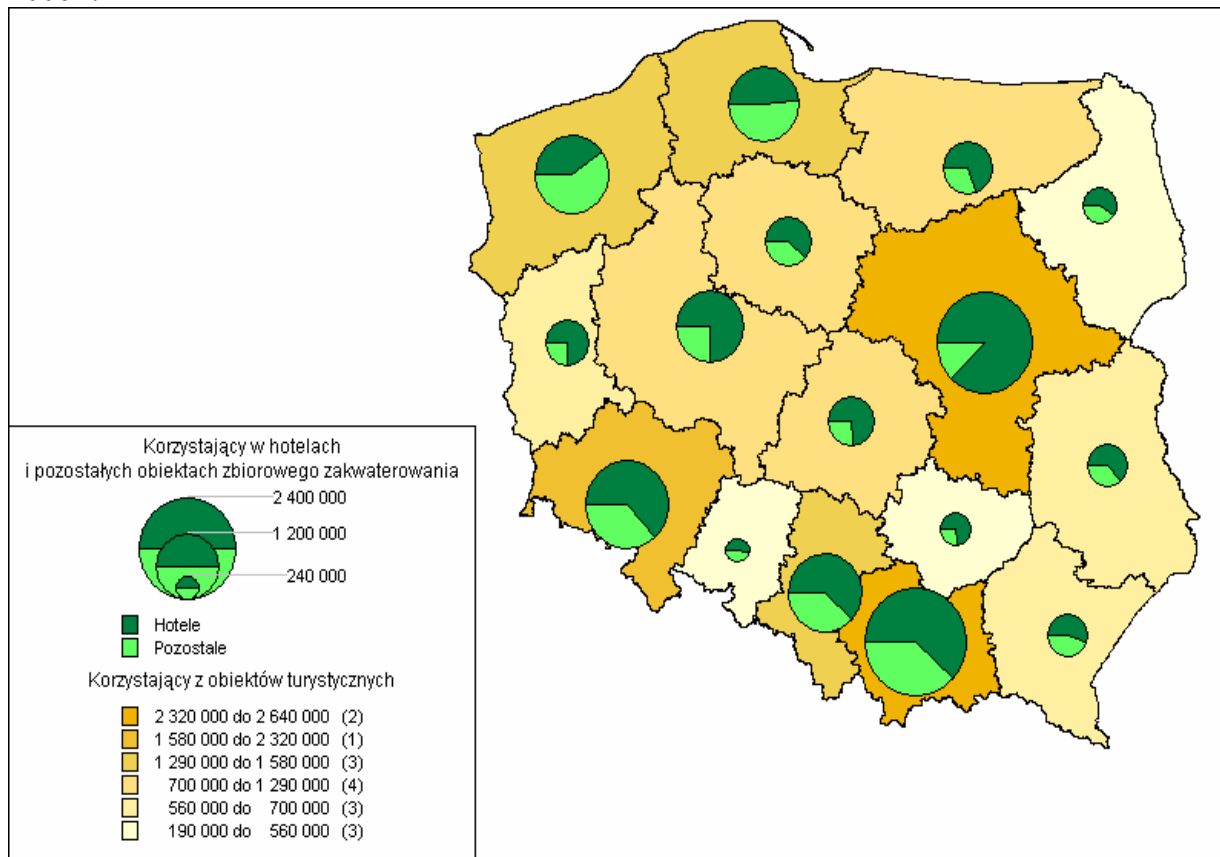 Korzystający w hotelach
i pozostałych obiektach zbiorowego zakwaterowania
2 400 000
1 200 000
240 000
Hotele
Pozostałe
Korzystający z obiektów turystycznych
2 320 000 do 2 640 000 (2)
1 580 000 do 2 320 000 (1)
1 290 000 do 1 580 000 (3)
700 000 do 1 290 000 (4)
560 000 do 700 000 (3)
190 000 do 560 000 (3)